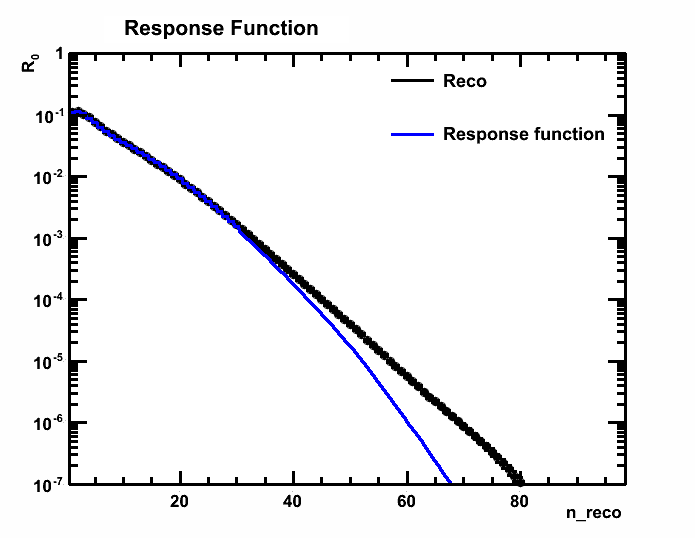 Response Function
R₀
1
Reco
10⁻¹
Response function
10⁻²
10⁻³
10⁻⁴
10⁻⁵
10⁻⁶
10⁻⁷
20 40 60 80
n_reco